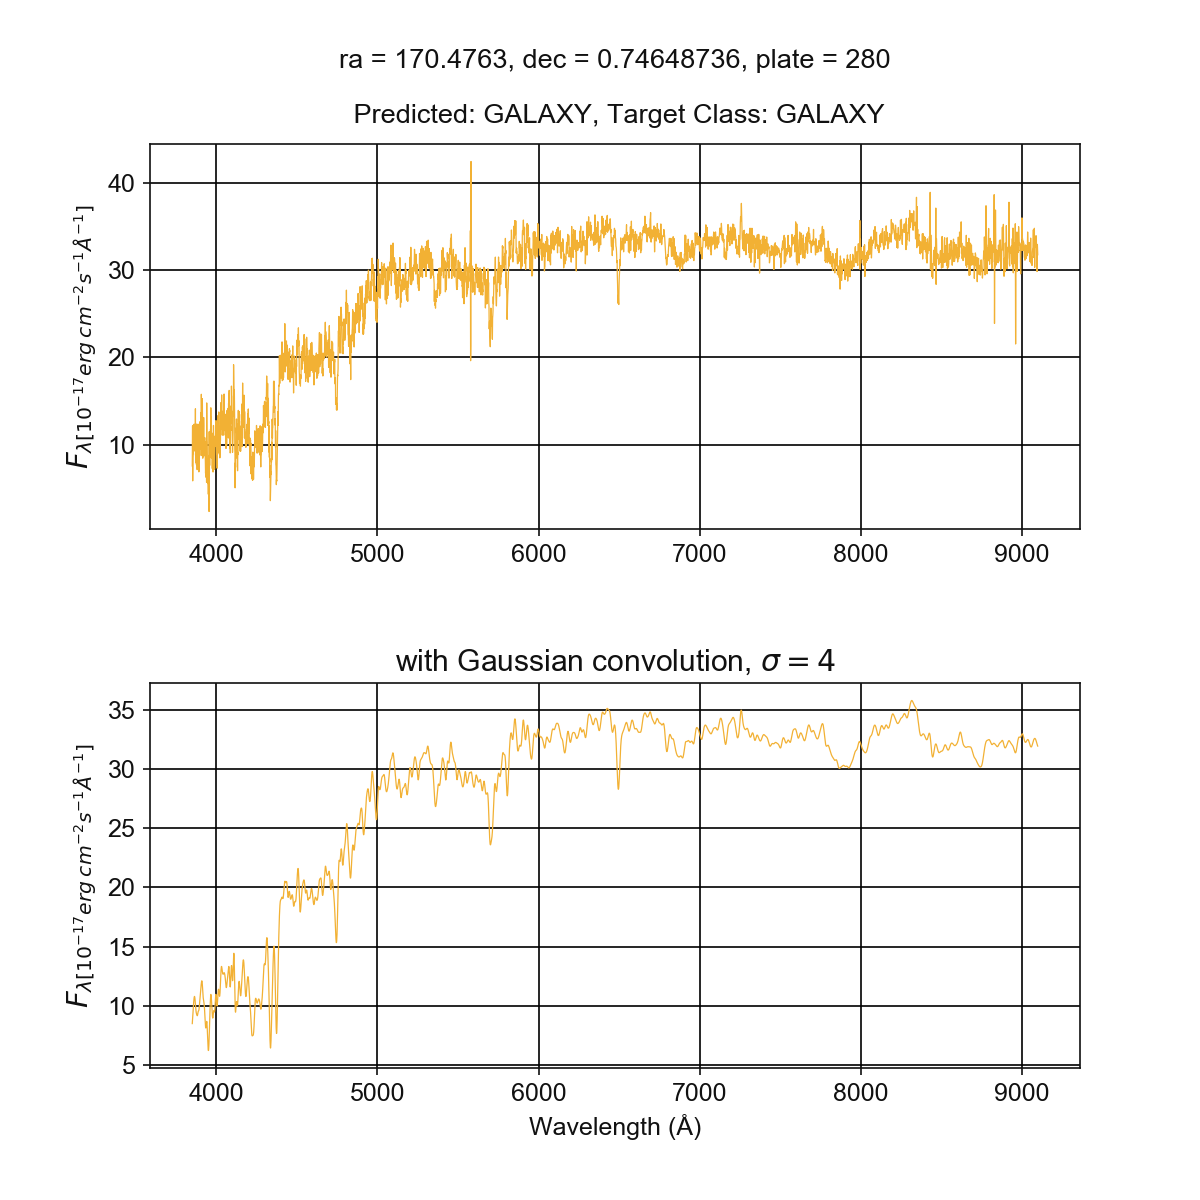 ra = 170.4763, dec = 0.74648736, plate = 280
Predicted: GALAXY, Target Class: GALAXY
F_λ[10⁻¹⁷ erg cm⁻² s⁻¹ Å⁻¹]
40
30
20
10
4000 5000 6000 7000 8000 9000
with Gaussian convolution, σ = 4
F_λ[10⁻¹⁷ erg cm⁻² s⁻¹ Å⁻¹]
35
30
25
20
15
10
5
4000 5000 6000 7000 8000 9000
Wavelength (Å)